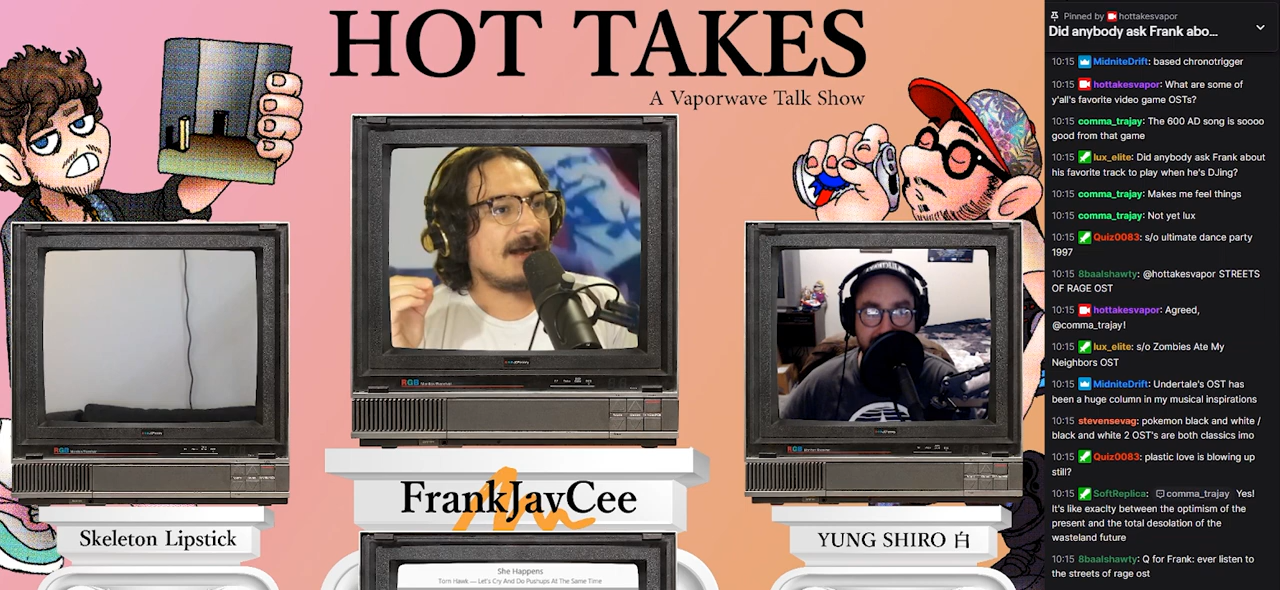 HOT TAKES
A Vaporwave Talk Show
RGB
RGB
RGB
Skeleton Lipstick
FrankJavCee
YUNG SHIRO 白
She Happens
Tom Hawk — Let's Cry And Do Pushups At The Same Time
Pinned by hottakesvapor
Did anybody ask Frank abo...
10:15 MidniteDrift: based chronotrigger
10:15 hottakesvapor: What are some of
y'all's favorite video game OSTs?
10:15 comma_trajay: The 600 AD song is soooo
good from that game
10:15 lux_elite: Did anybody ask Frank about
his favorite track to play when he's DJing?
10:15 comma_trajay: Makes me feel things
10:15 comma_trajay: Not yet lux
10:15 Quiz0083: s/o ultimate dance party
1997
10:15 8baalshawty: @hottakesvapor STREETS
OF RAGE OST
10:15 hottakesvapor: Agreed,
@comma_trajay!
10:15 lux_elite: s/o Zombies Ate My
Neighbors OST
10:15 MidniteDrift: Undertale's OST has
been a huge column in my musical inspirations
10:15 stevensevag: pokemon black and white /
black and white 2 OST's are both classics imo
10:15 Quiz0083: plastic love is blowing up
still?
10:15 SoftReplica: comma_trajay Yes!
It's like exaclty between the optimism of the
present and the total desolation of the
wasteland future
10:15 8baalshawty: Q for Frank: ever listen to
the streets of rage ost